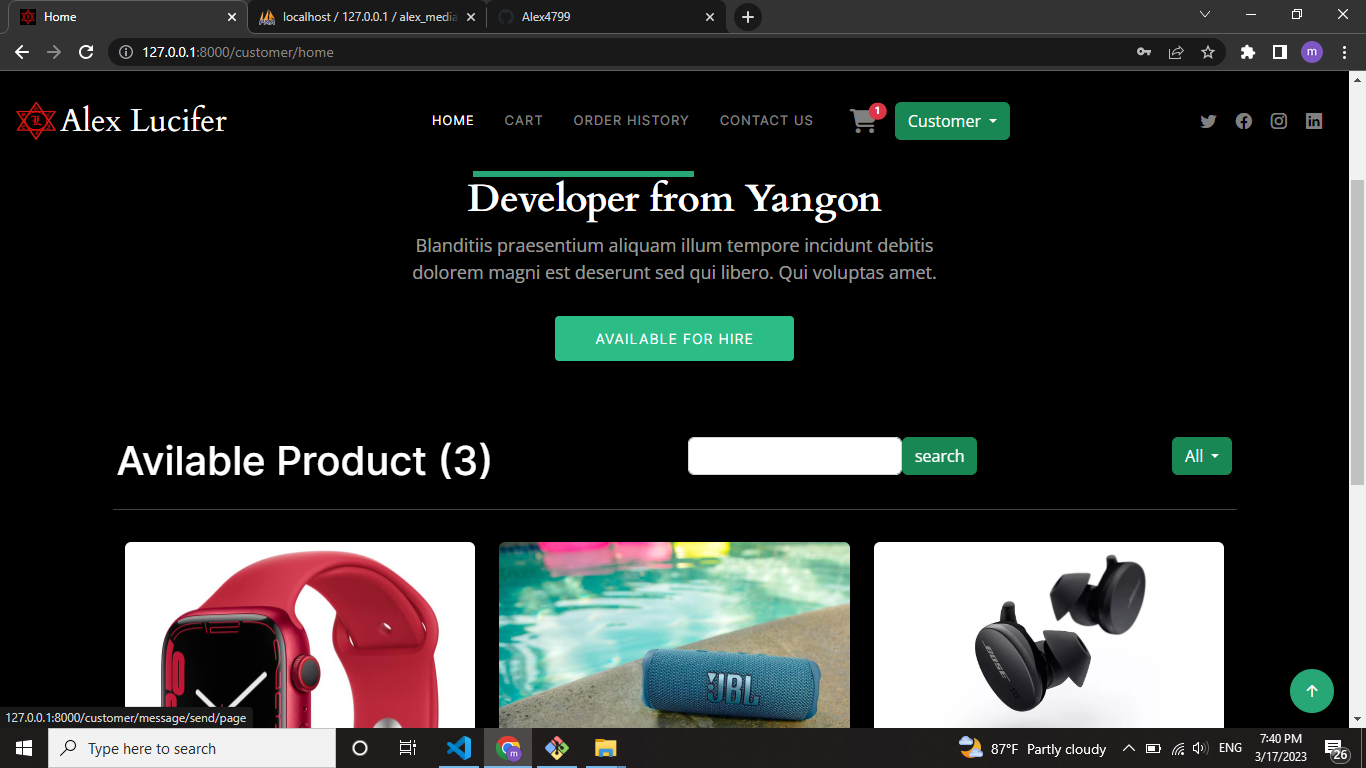 Home
localhost / 127.0.0.1 / alex_media
Alex4799
127.0.0.1:8000/customer/home
m
L
Alex Lucifer
HOME
CART
ORDER HISTORY
CONTACT US
1
Customer
Developer from Yangon
Blanditiis praesentium aliquam illum tempore incidunt debitis
dolorem magni est deserunt sed qui libero. Qui voluptas amet.
AVAILABLE FOR HIRE
Avilable Product (3)
search
All
JBL
BOSE
127.0.0.1:8000/customer/message/send/page
Type here to search
m
87°F Partly cloudy
ENG
7:40 PM
3/17/2023
26